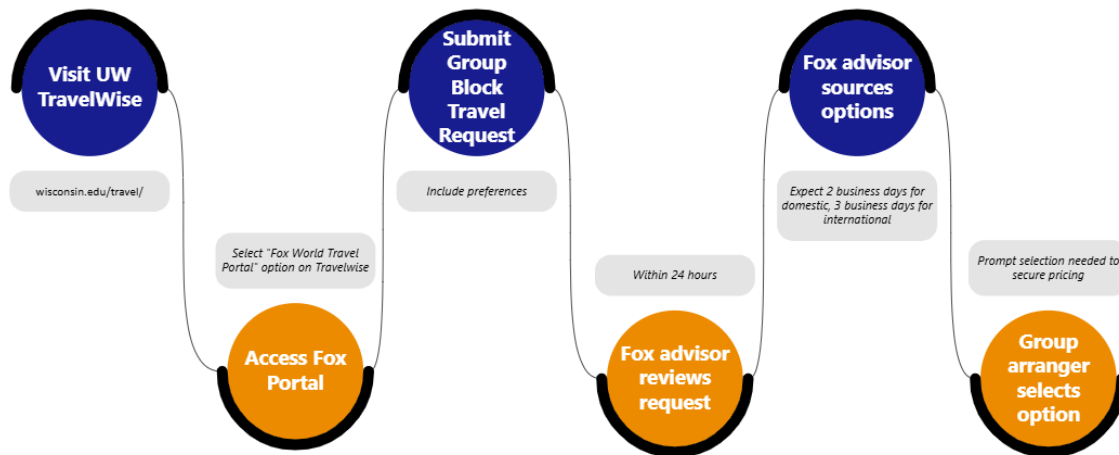 Visit UW
TravelWise
wisconsin.edu/travel/
Select "Fox World Travel
Portal" option on Travelwise
Access Fox
Portal
Submit
Group
Block
Travel
Request
Include preferences
Within 24 hours
Fox advisor
reviews
request
Fox advisor
sources
options
Expect 2 business days for
domestic, 3 business days for
international
Prompt selection needed to
secure pricing
Group
arranger
selects
option